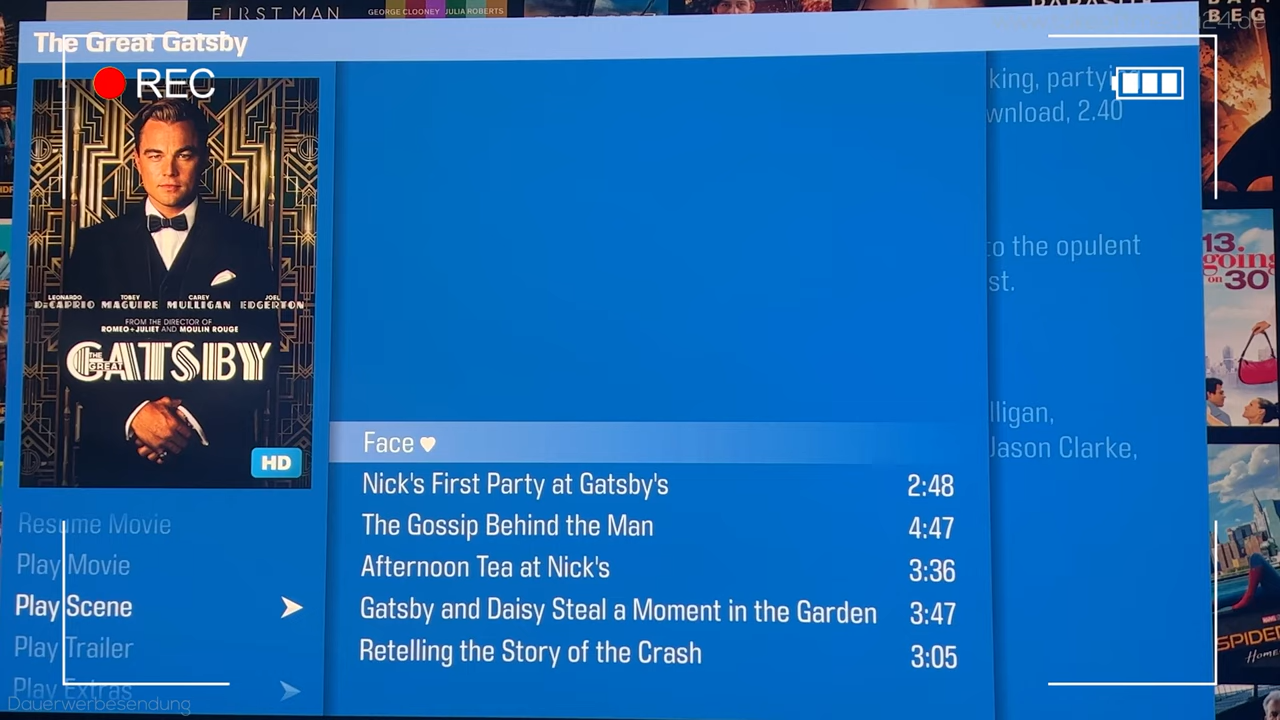 FIRST MAN
GEORGE CLOONEY JULIA ROBERTS
BEG
24.de
The Great Gatsby
REC
LEONARDO DiCAPRIO
TOBEY MAGUIRE
CAREY MULLIGAN
JOEL EDGERTON
FROM THE DIRECTOR OF
ROMEO+JULIET AND MOULIN ROUGE
THE GREAT GATSBY
HD
Resume Movie
Play Movie
Play Scene
Play Trailer
Play Extras
Dauerwerbesendung
Face ♥
Nick's First Party at Gatsby's 2:48
The Gossip Behind the Man 4:47
Afternoon Tea at Nick's 3:36
Gatsby and Daisy Steal a Moment in the Garden 3:47
Retelling the Story of the Crash 3:05
king, partyi
wnload, 2.40
to the opulent
st.
lligan,
Jason Clarke,
13.
going
on 30
SPIDER
Home